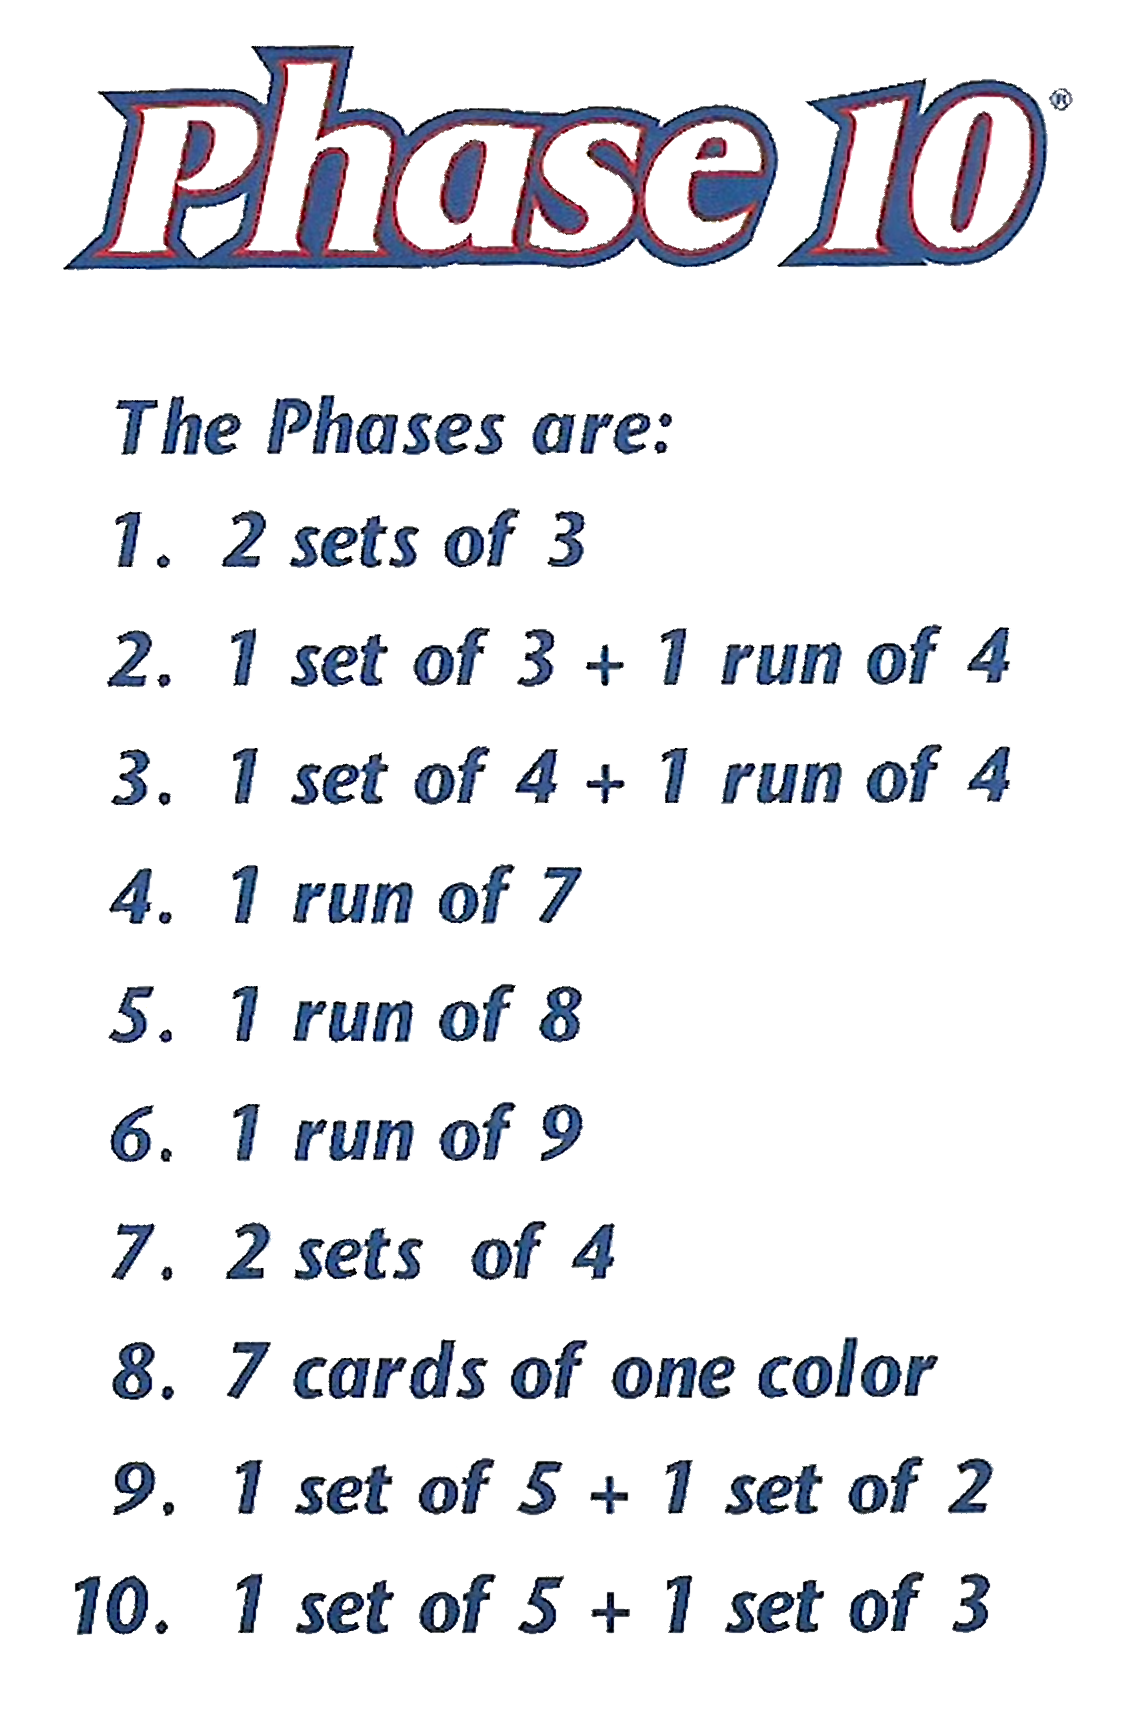 Phase 10®
The Phases are:
1. 2 sets of 3
2. 1 set of 3 + 1 run of 4
3. 1 set of 4 + 1 run of 4
4. 1 run of 7
5. 1 run of 8
6. 1 run of 9
7. 2 sets of 4
8. 7 cards of one color
9. 1 set of 5 + 1 set of 2
10. 1 set of 5 + 1 set of 3